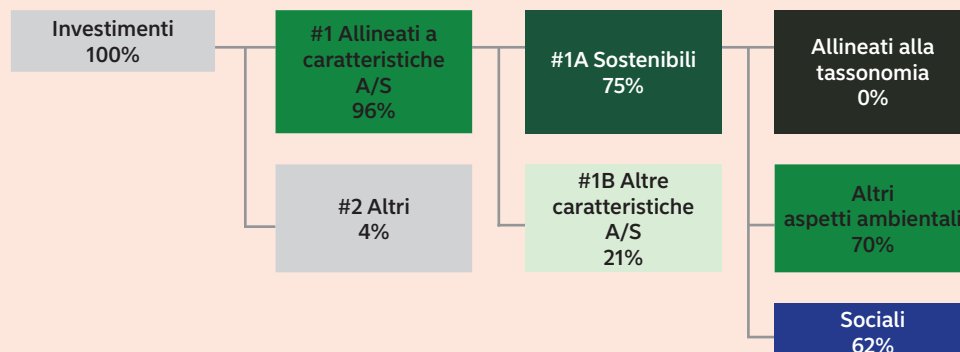 Investimenti
100%
#1 Allineati a
caratteristiche
A/S
96%
#1A Sostenibili
75%
Allineati alla
tassonomia
0%
#2 Altri
4%
#1B Altre
caratteristiche
A/S
21%
Altri
aspetti ambientali
70%
Sociali
62%